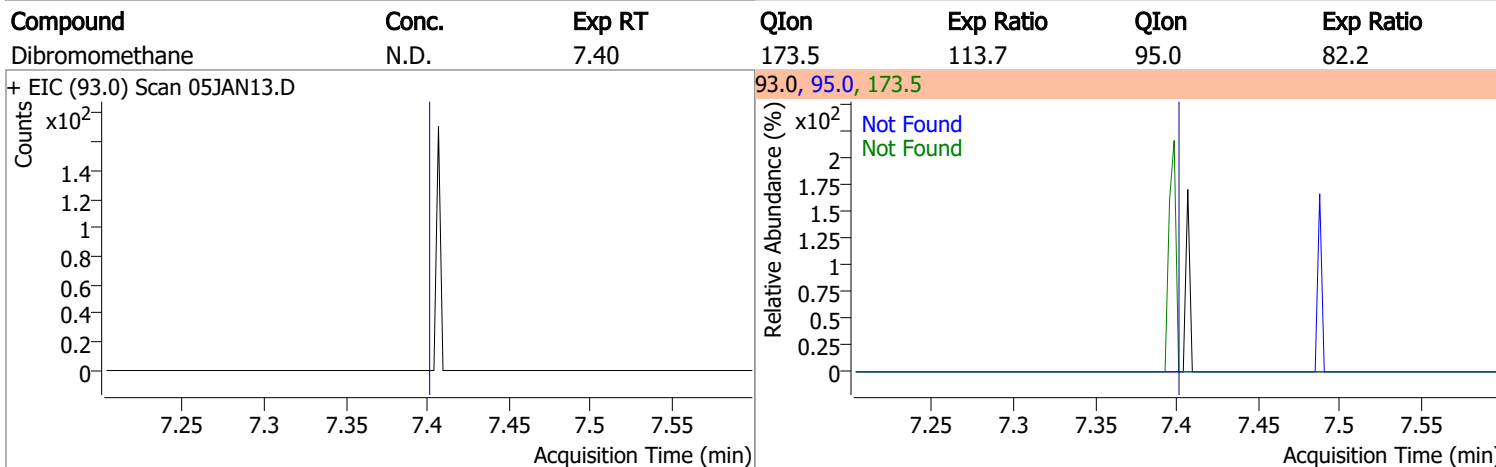 Compound Conc. Exp RT QIon Exp Ratio QIon Exp Ratio
Dibromomethane N.D. 7.40 173.5 113.7 95.0 82.2
+ EIC (93.0) Scan 05JAN13.D
Counts
x10²
1.4
1.2
1
0.8
0.6
0.4
0.2
0
7.25 7.3 7.35 7.4 7.45 7.5 7.55
Acquisition Time (min)
93.0, 95.0, 173.5
Relative Abundance (%)
x10²
Not Found
Not Found
2
1.75
1.5
1.25
1
0.75
0.5
0.25
0
7.25 7.3 7.35 7.4 7.45 7.5 7.55
Acquisition Time (min)